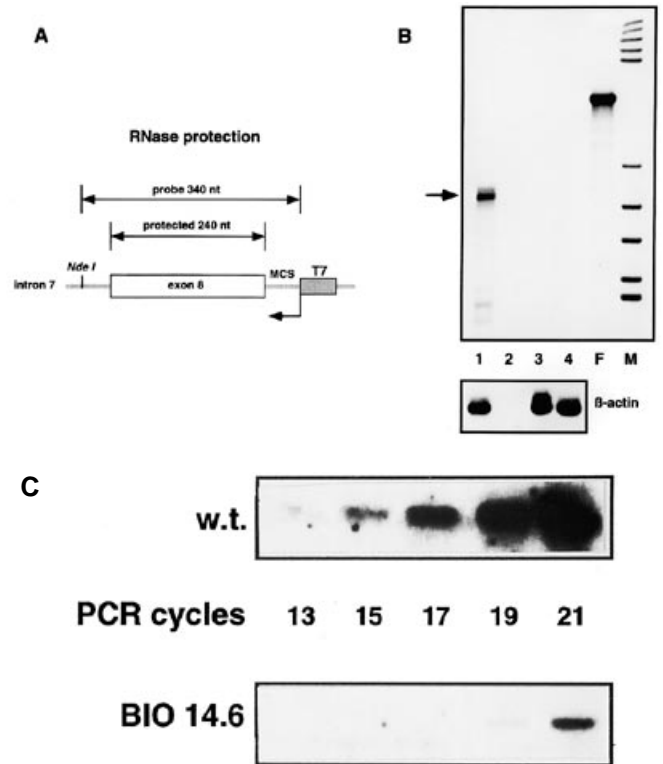 A
RNase protection
probe 340 nt
protected 240 nt
Nde I
MCS
T7
intron 7
exon 8
B
1 2 3 4 F M
β-actin
C
w.t.
PCR cycles 13 15 17 19 21
BIO 14.6